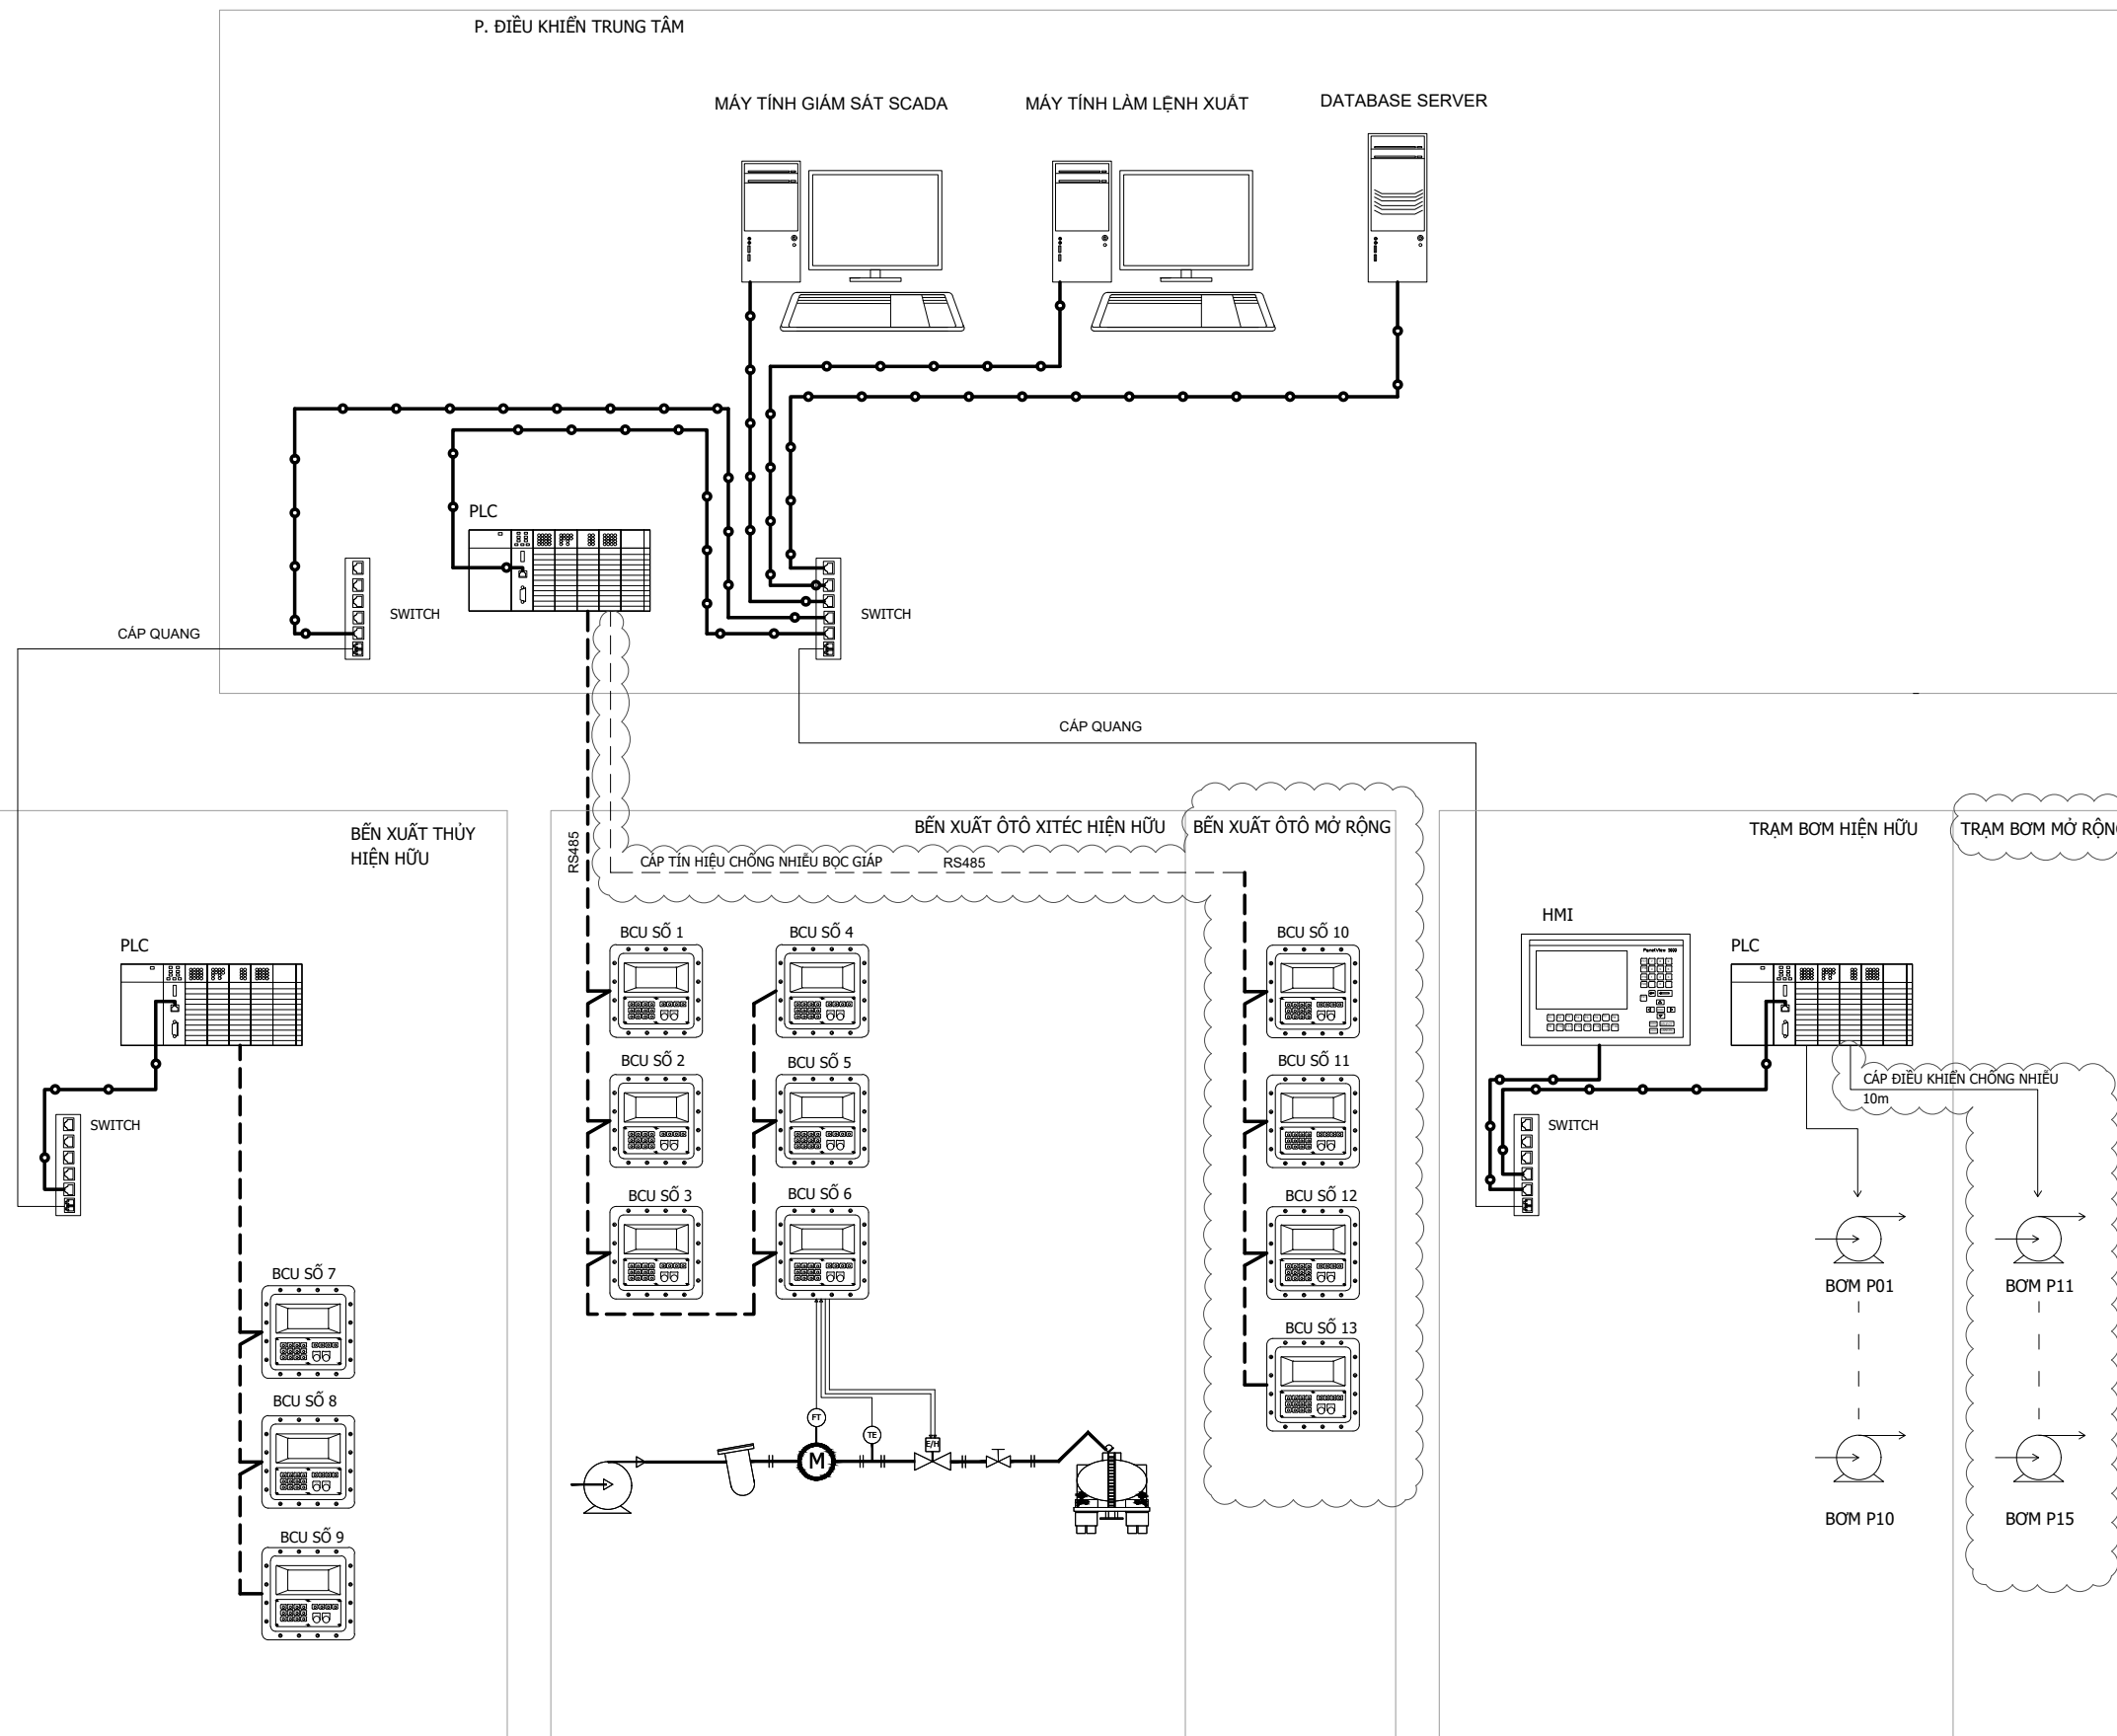 P. ĐIỀU KHIỂN TRUNG TÂM
MÁY TÍNH GIÁM SÁT SCADA
MÁY TÍNH LÀM LỆNH XUẤT
DATABASE SERVER
PLC
SWITCH
SWITCH
CÁP QUANG
CÁP QUANG
BẾN XUẤT THỦY
HIỆN HỮU
RS485
BẾN XUẤT ÔTÔ XITÉC HIỆN HỮU
BẾN XUẤT ÔTÔ MỞ RỘNG
TRẠM BƠM HIỆN HỮU
TRẠM BƠM MỞ RỘNG
CÁP TÍN HIỆU CHỐNG NHIỄU BỌC GIÁP
RS485
PLC
SWITCH
BCU SỐ 7
BCU SỐ 8
BCU SỐ 9
BCU SỐ 1
BCU SỐ 4
BCU SỐ 2
BCU SỐ 5
BCU SỐ 3
BCU SỐ 6
FT
TE
E/H
M
BCU SỐ 10
BCU SỐ 11
BCU SỐ 12
BCU SỐ 13
HMI
PLC
CÁP ĐIỀU KHIỂN CHỐNG NHIỄU
10m
SWITCH
BƠM P01
BƠM P11
BƠM P10
BƠM P15